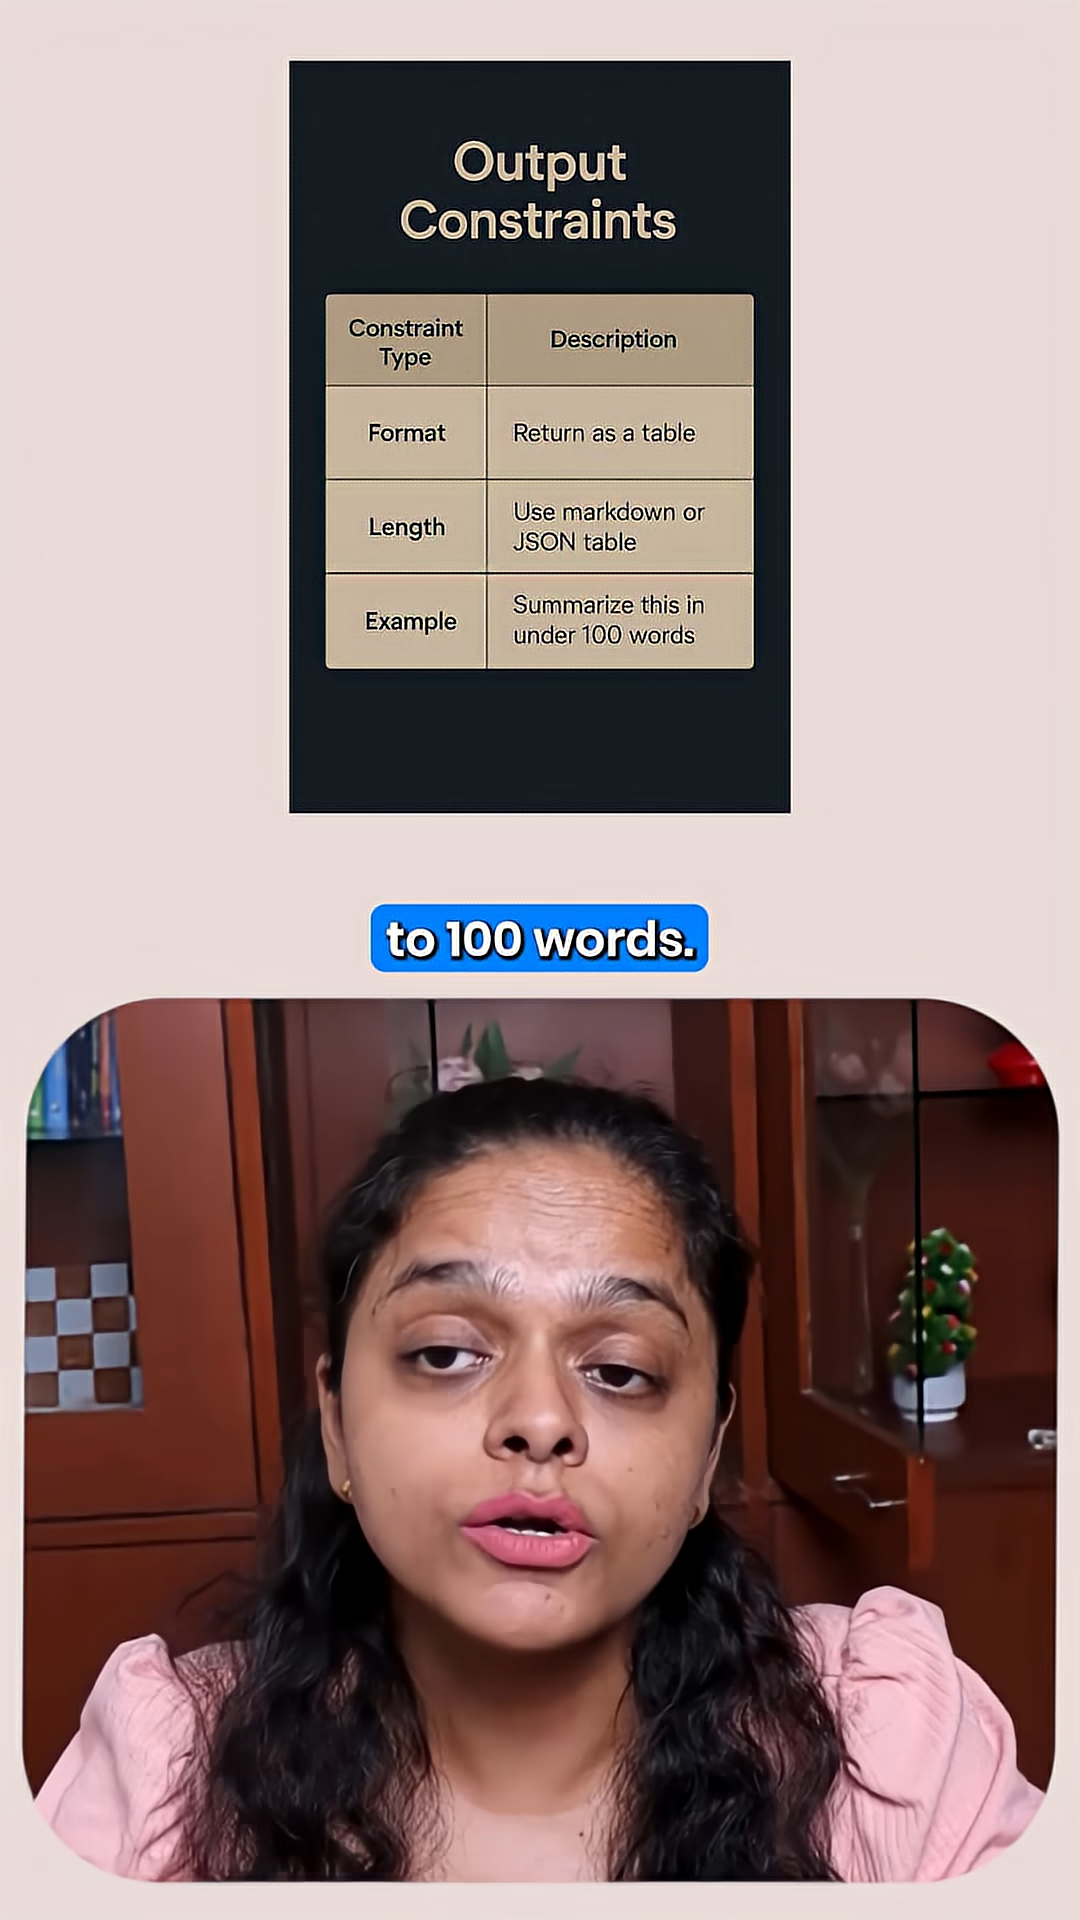 Output
Constraints
Constraint
Type
Description
Format
Return as a table
Length
Use markdown or
JSON table
Example
Summarize this in
under 100 words
to 100 words.